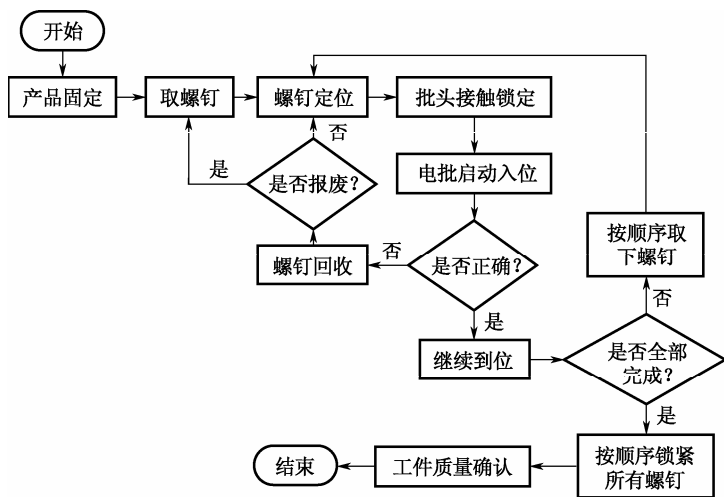 开始
产品固定
取螺钉
螺钉定位
批头接触锁定
否
是
是否报废?
电批启动入位
按顺序取
下螺钉
螺钉回收
否
是否正确?
否
是
继续到位
是否全部
完成?
是
结束
工件质量确认
按顺序锁紧
所有螺钉